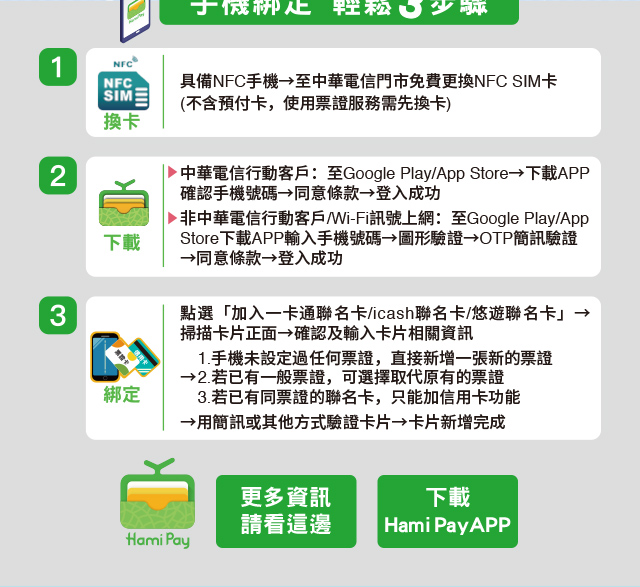 手機綁定 輕鬆3步驟
1
NFC
NFC
SIM
換卡
具備NFC手機→至中華電信門市免費更換NFC SIM卡
(不含預付卡，使用票證服務需先換卡)
2
下載
中華電信行動客戶：至Google Play/App Store→下載APP
確認手機號碼→同意條款→登入成功
非中華電信行動客戶/Wi-Fi訊號上網：至Google Play/App
Store下載APP輸入手機號碼→圖形驗證→OTP簡訊驗證
→同意條款→登入成功
3
綁定
點選「加入一卡通聯名卡/icash聯名卡/悠遊聯名卡」→
掃描卡片正面→確認及輸入卡片相關資訊
1.手機未設定過任何票證，直接新增一張新的票證
→2.若已有一般票證，可選擇取代原有的票證
3.若已有同票證的聯名卡，只能加信用卡功能
→用簡訊或其他方式驗證卡片→卡片新增完成
Hami Pay
更多資訊
請看這邊
下載
Hami Pay APP